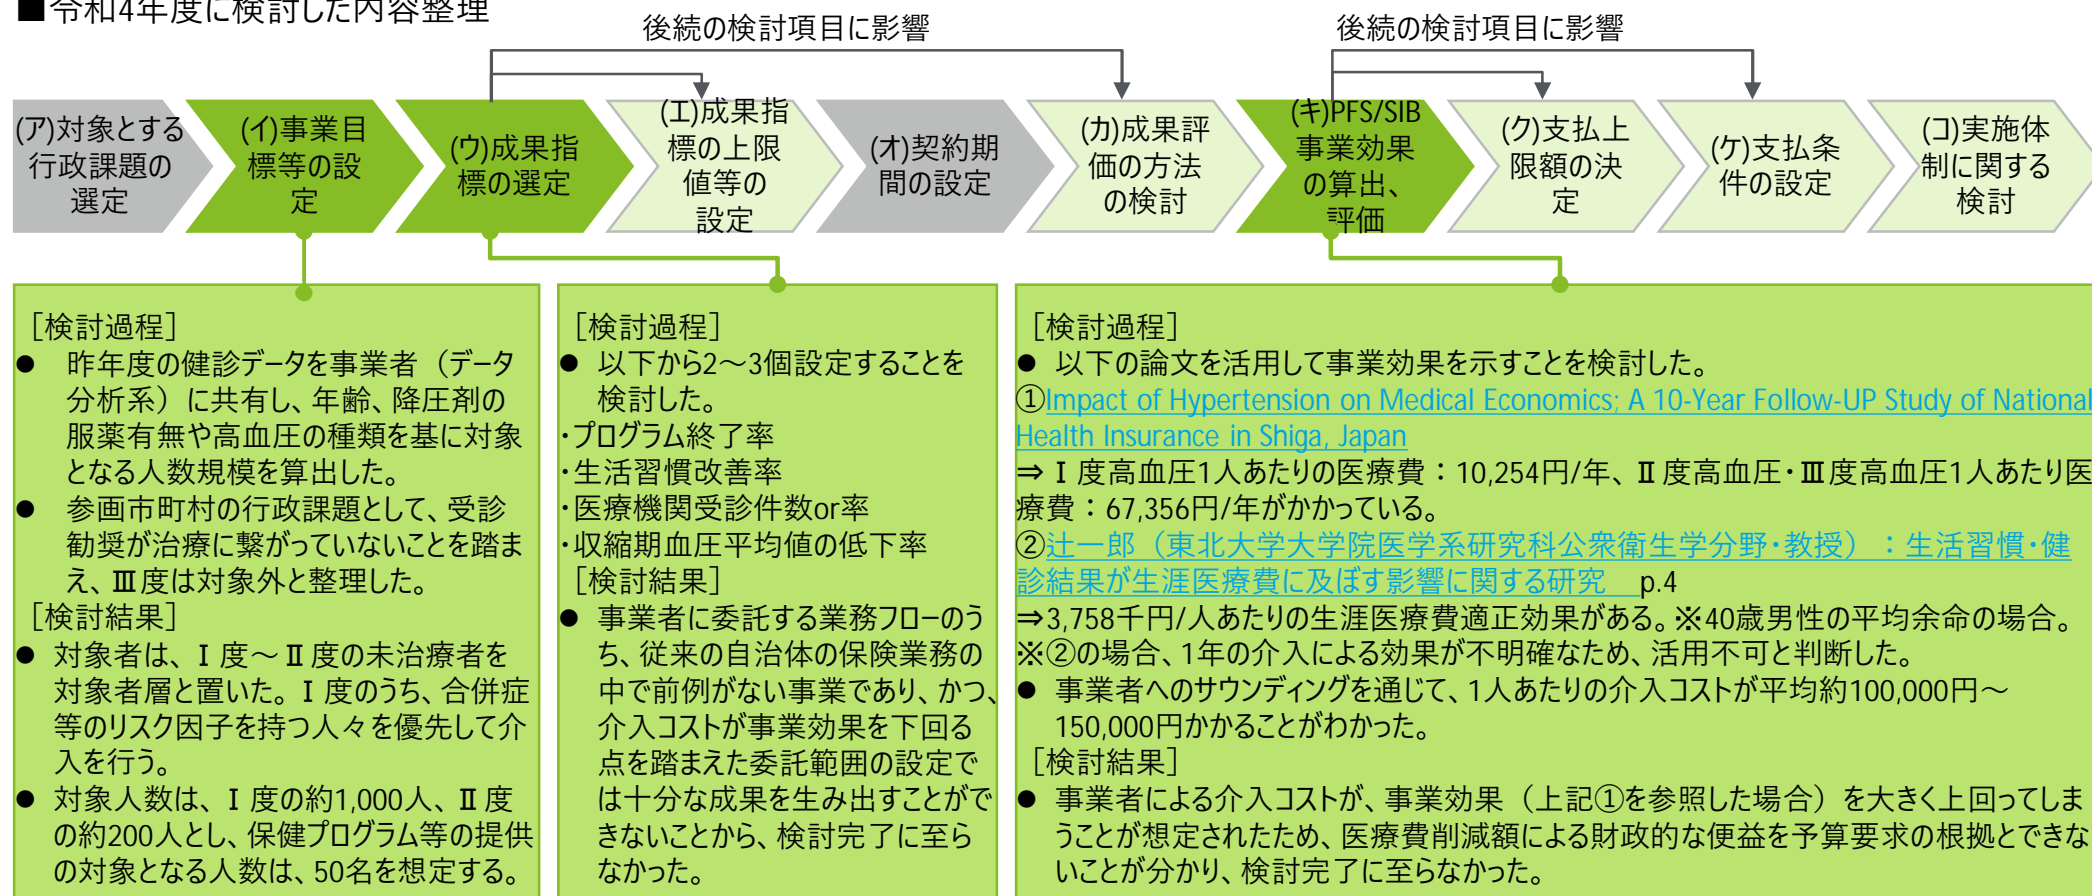 ■令和4年度に検討した内容整理
後続の検討項目に影響
後続の検討項目に影響
(ア)対象とする
行政課題の
選定
(イ)事業目
標等の設
定
(ウ)成果指
標の選定
(エ)成果指
標の上限
値等の
設定
(オ)契約期
間の設定
(カ)成果評
価の方法
の検討
(キ)PFS/SIB
事業効果
の算出、
評価
(ク)支払上
限額の決
定
(ケ)支払条
件の設定
(コ)実施体
制に関する
検討
［検討過程］
● 昨年度の健診データを事業者（データ
分析系）に共有し、年齢、降圧剤の
服薬有無や高血圧の種類を基に対象
となる人数規模を算出した。
● 参画市町村の行政課題として、受診
勧奨が治療に繋がっていないことを踏ま
え、Ⅲ度は対象外と整理した。
［検討結果］
● 対象者は、Ⅰ度～Ⅱ度の未治療者を
対象者層と置いた。Ⅰ度のうち、合併症
等のリスク因子を持つ人々を優先して介
入を行う。
● 対象人数は、Ⅰ度の約1,000人、Ⅱ度
の約200人とし、保健プログラム等の提供
の対象となる人数は、50名を想定する。
［検討過程］
● 以下から2～3個設定することを
検討した。
・プログラム終了率
・生活習慣改善率
・医療機関受診件数or率
・収縮期血圧平均値の低下率
［検討結果］
● 事業者に委託する業務フローのう
ち、従来の自治体の保険業務の
中で前例がない事業であり、かつ、
介入コストが事業効果を下回る
点を踏まえた委託範囲の設定で
は十分な成果を生み出すことがで
きないことから、検討完了に至ら
なかった。
［検討過程］
● 以下の論文を活用して事業効果を示すことを検討した。
①Impact of Hypertension on Medical Economics; A 10-Year Follow-UP Study of National
Health Insurance in Shiga, Japan
⇒Ⅰ度高血圧1人あたりの医療費：10,254円/年、Ⅱ度高血圧・Ⅲ度高血圧1人あたり医
療費：67,356円/年がかかっている。
②辻一郎（東北大学大学院医学系研究科公衆衛生学分野・教授）：生活習慣・健
診結果が生涯医療費に及ぼす影響に関する研究 p.4
⇒3,758千円/人あたりの生涯医療費適正効果がある。※40歳男性の平均余命の場合。
※②の場合、1年の介入による効果が不明確なため、活用不可と判断した。
● 事業者へのサウンディングを通じて、1人あたりの介入コストが平均約100,000円～
150,000円かかることがわかった。
［検討結果］
● 事業者による介入コストが、事業効果（上記①を参照した場合）を大きく上回ってしま
うことが想定されたため、医療費削減額による財政的な便益を予算要求の根拠とできな
いことが分かり、検討完了に至らなかった。